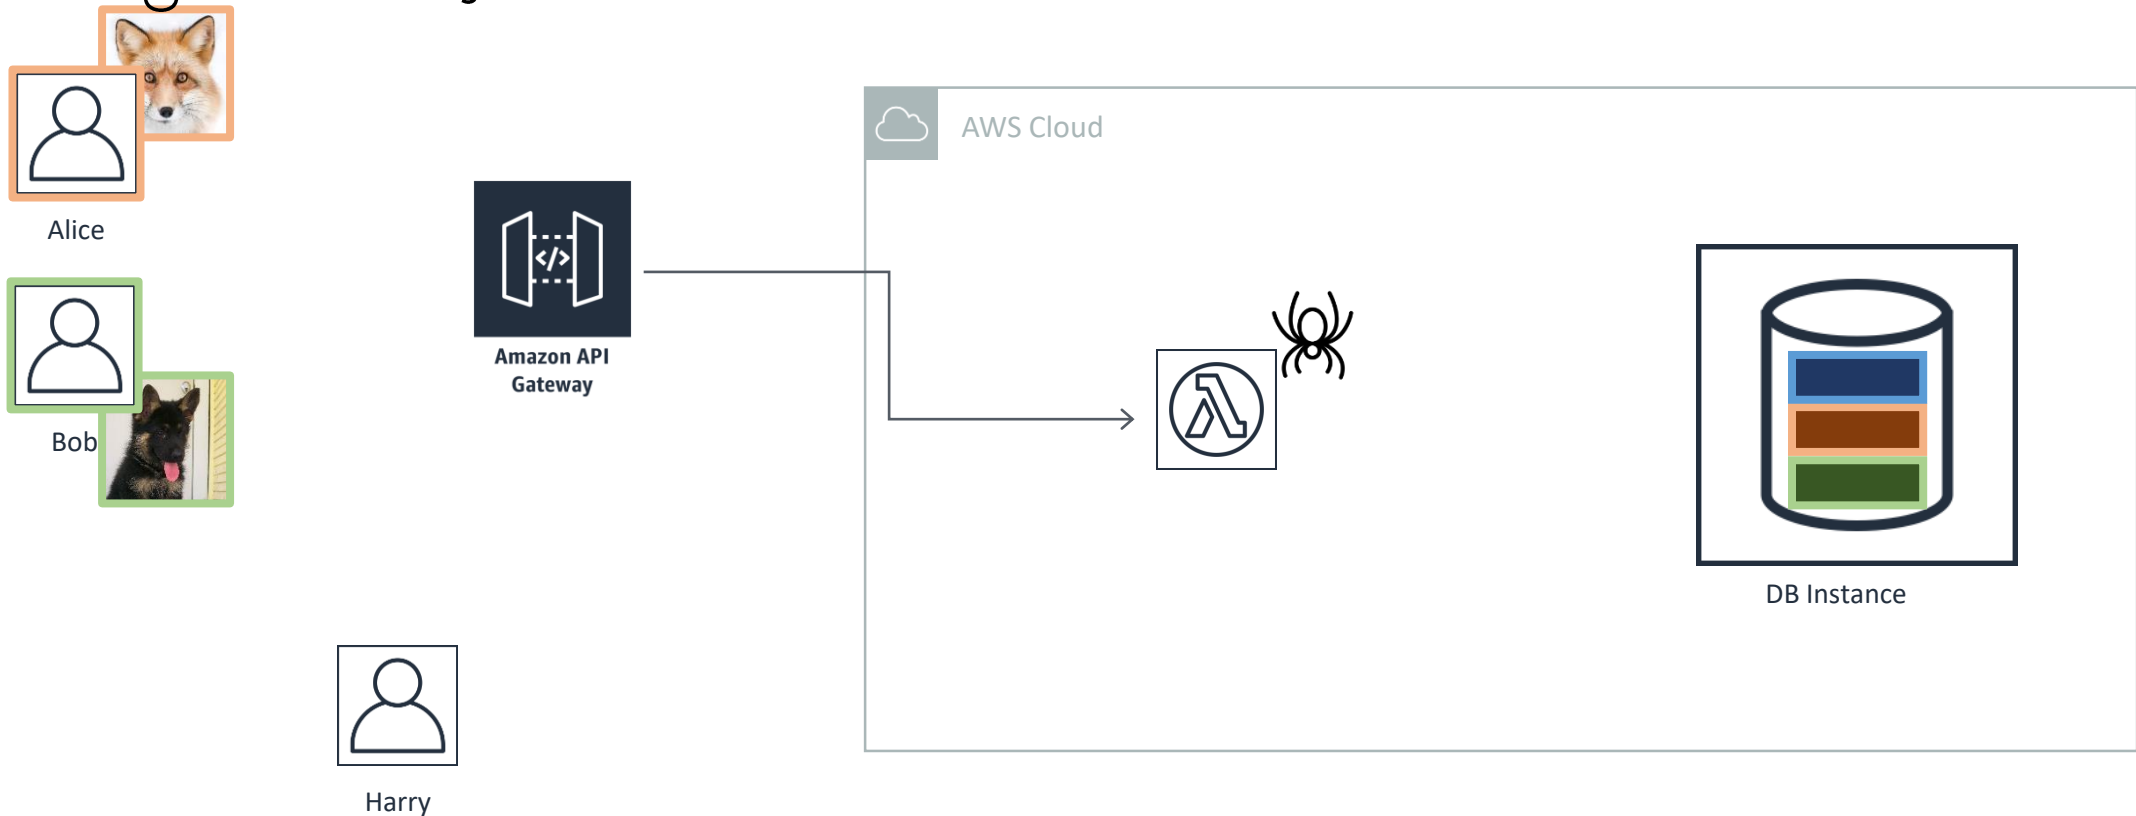 Alice
AWS Cloud
Amazon API
Gateway
</>
Bob
DB Instance
Harry